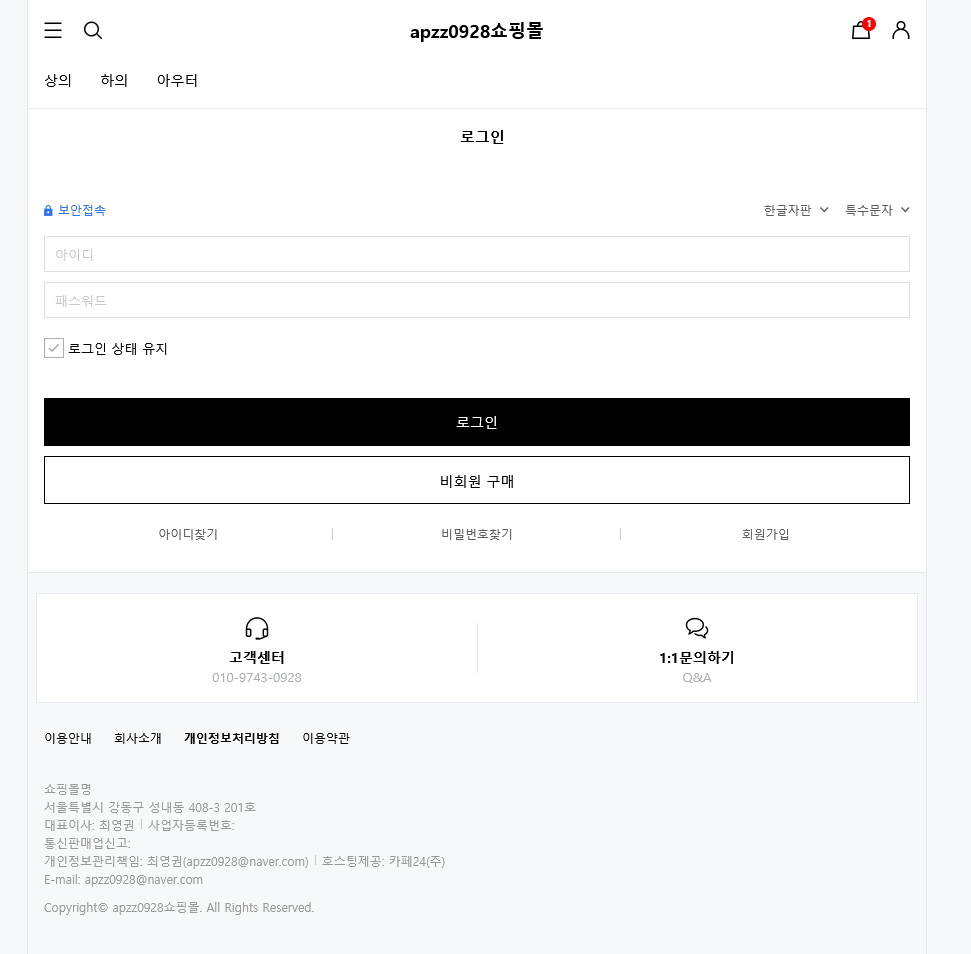 apzz0928쇼핑몰
1
상의 하의 아우터
로그인
보안접속 한글자판 특수문자
아이디
패스워드
로그인 상태 유지
로그인
비회원 구매
아이디찾기 비밀번호찾기 회원가입
고객센터
010-9743-0928
1:1문의하기
Q&A
이용안내 회사소개 개인정보처리방침 이용약관
쇼핑몰명
서울특별시 강동구 성내동 408-3 201호
대표이사: 최영권 | 사업자등록번호:
통신판매업신고:
개인정보관리책임: 최영권(apzz0928@naver.com) | 호스팅제공: 카페24(주)
E-mail: apzz0928@naver.com
Copyright© apzz0928쇼핑몰. All Rights Reserved.